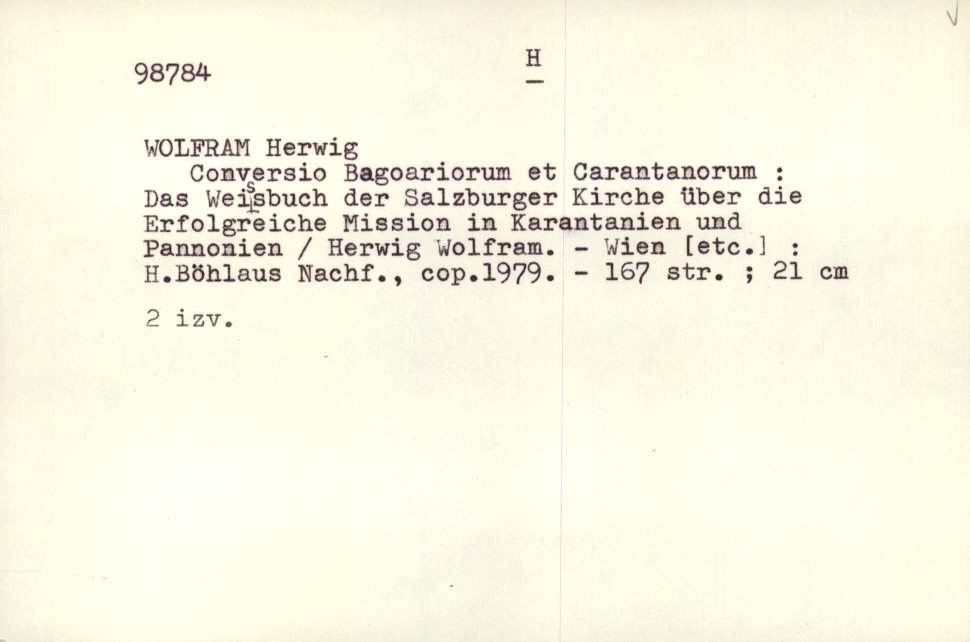 98784 H
WOLFRAM Herwig
Conversio Bagoariorum et Carantanorum :
Das Weissbuch der Salzburger Kirche über die
Erfolgreiche Mission in Karantanien und
Pannonien / Herwig Wolfram. - Wien [etc.] :
H.Böhlaus Nachf., cop.1979. - 167 str. ; 21 cm
2 izv.